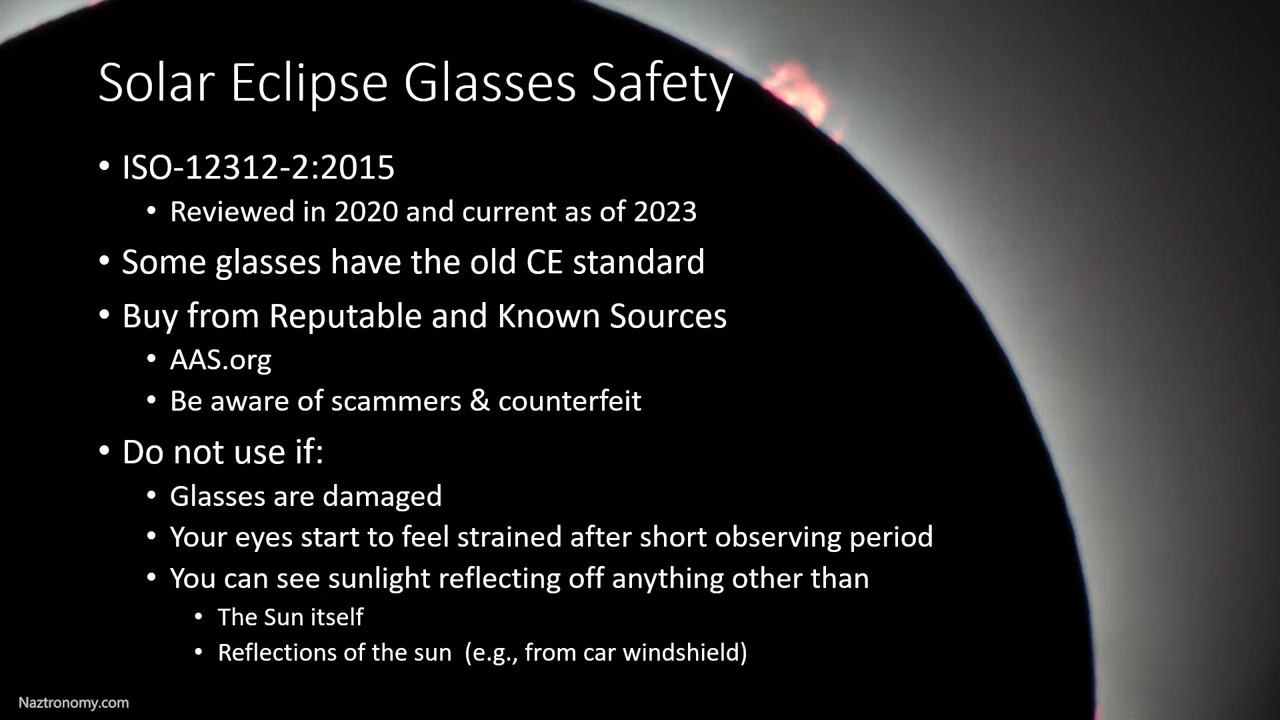 Solar Eclipse Glasses Safety
• ISO-12312-2:2015
• Reviewed in 2020 and current as of 2023
• Some glasses have the old CE standard
• Buy from Reputable and Known Sources
• AAS.org
• Be aware of scammers & counterfeit
• Do not use if:
• Glasses are damaged
• Your eyes start to feel strained after short observing period
• You can see sunlight reflecting off anything other than
• The Sun itself
• Reflections of the sun  (e.g., from car windshield)
Naztronomy.com